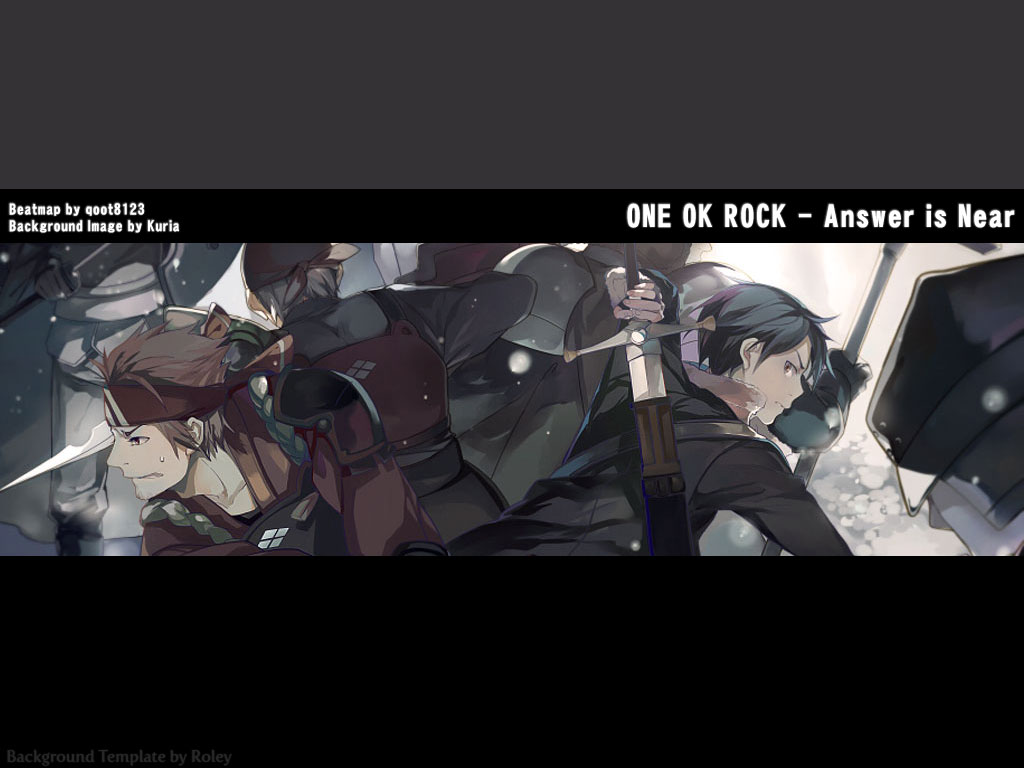 Beatmap by qoot8123
Background Image by Kuria
ONE OK ROCK - Answer is Near
Background Template by Roley